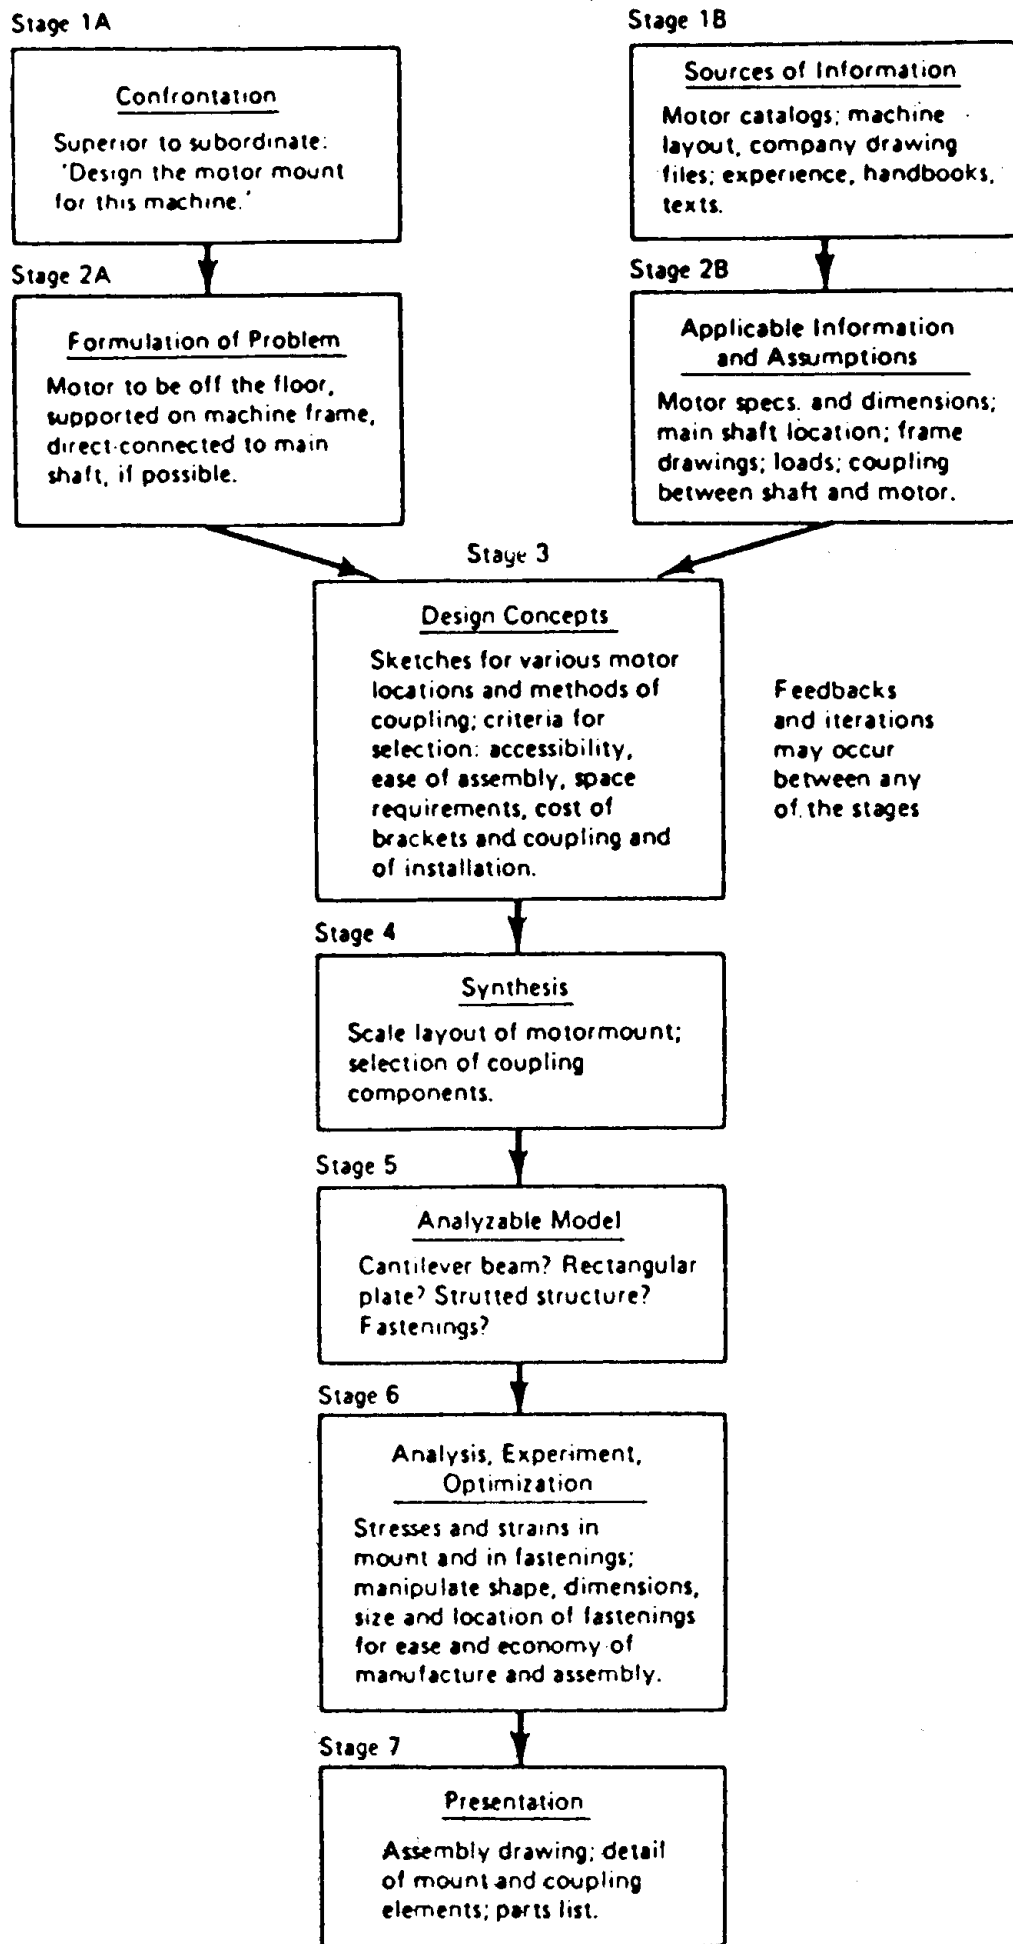 Stage 1A
Confrontation
Superior to subordinate:
'Design the motor mount
for this machine.'
Stage 1B
Sources of Information
Motor catalogs; machine
layout, company drawing
files; experience, handbooks,
texts.
Stage 2A
Formulation of Problem
Motor to be off the floor,
supported on machine frame,
direct-connected to main
shaft, if possible.
Stage 2B
Applicable Information
and Assumptions
Motor specs. and dimensions;
main shaft location; frame
drawings; loads; coupling
between shaft and motor.
Stage 3
Design Concepts
Sketches for various motor
locations and methods of
coupling; criteria for
selection: accessibility,
ease of assembly, space
requirements, cost of
brackets and coupling and
of installation.
Feedbacks
and iterations
may occur
between any
of the stages
Stage 4
Synthesis
Scale layout of motormount;
selection of coupling
components.
Stage 5
Analyzable Model
Cantilever beam? Rectangular
plate? Strutted structure?
Fastenings?
Stage 6
Analysis, Experiment,
Optimization
Stresses and strains in
mount and in fastenings;
manipulate shape, dimensions,
size and location of fastenings
for ease and economy of
manufacture and assembly.
Stage 7
Presentation
Assembly drawing; detail
of mount and coupling
elements; parts list.